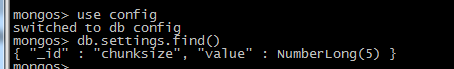 mongos> use config
switched to db config
mongos> db.settings.find()
{ "_id" : "chunksize", "value" : NumberLong(5) }
mongos>